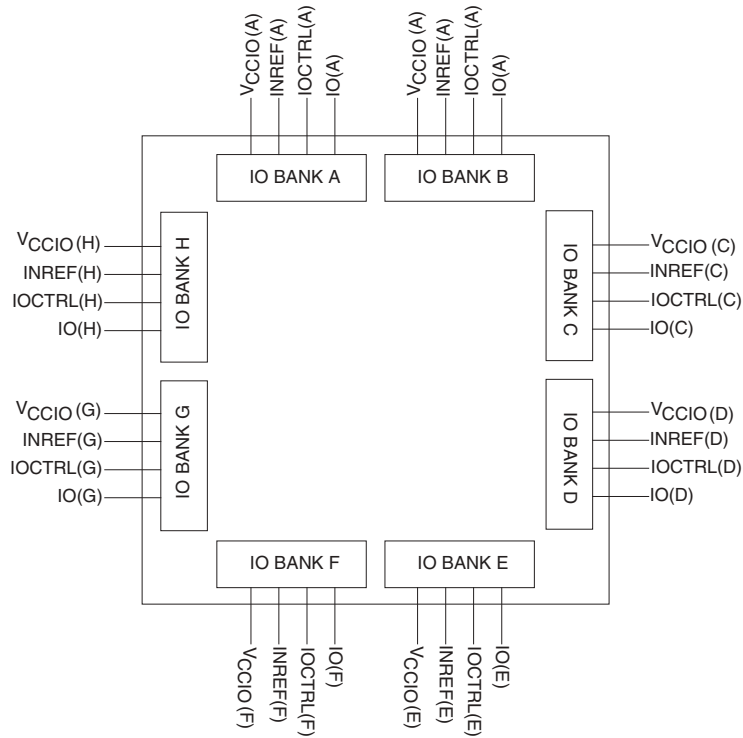 VCCIO(A)
INREF(A)
IOCTRL(A)
IO(A)
VCCIO(A)
INREF(A)
IOCTRL(A)
IO(A)
IO BANK A
IO BANK B
VCCIO(H)
INREF(H)
IOCTRL(H)
IO(H)
IO BANK H
IO BANK C
VCCIO(C)
INREF(C)
IOCTRL(C)
IO(C)
VCCIO(G)
INREF(G)
IOCTRL(G)
IO(G)
IO BANK G
IO BANK D
VCCIO(D)
INREF(D)
IOCTRL(D)
IO(D)
IO BANK F
IO BANK E
VCCIO(F)
INREF(F)
IOCTRL(F)
IO(F)
VCCIO(E)
INREF(E)
IOCTRL(E)
IO(E)